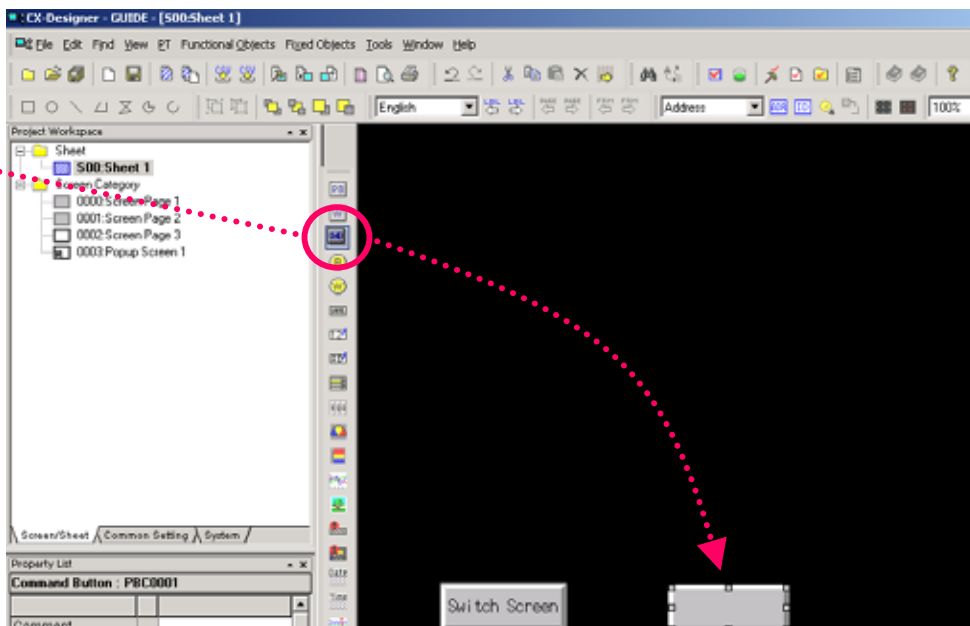 CX-Designer - GUIDE - [S00:Sheet 1]
File Edit Find View PT Functional Objects Fixed Objects Tools Window Help
English
Address
100%
Project Workspace
Sheet
S00:Sheet 1
Screen Category
0000:Screen Page 1
0001:Screen Page 2
0002:Screen Page 3
0003:Popup Screen 1
PB
W
W
Screen/Sheet
Common Setting
System
Property List
Command Button : PBC0001
Comment
Date
Time
Switch Screen